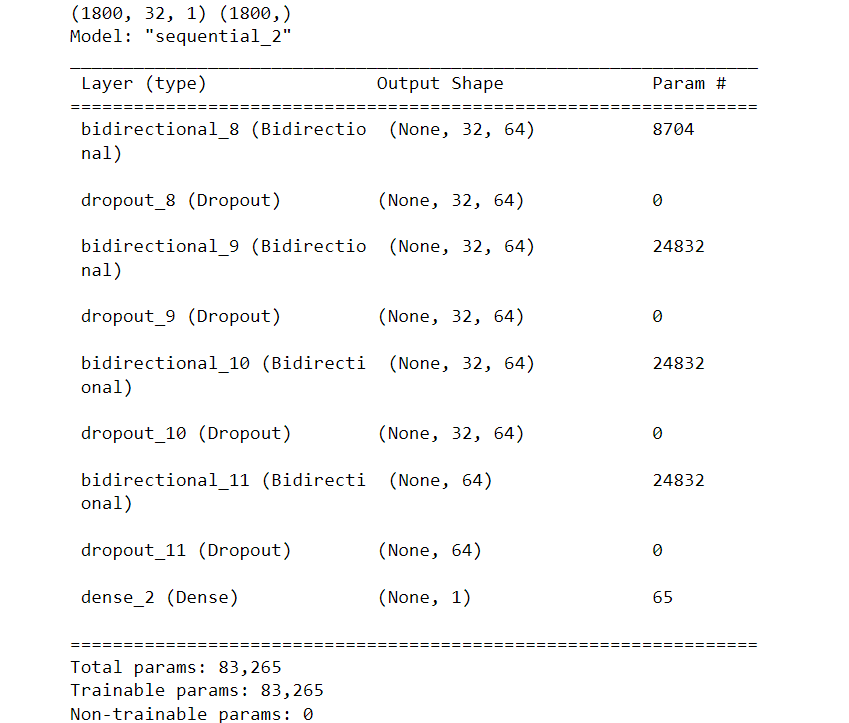 (1800, 32, 1) (1800,)
Model: "sequential_2"
_________________________________________________________________
Layer (type) Output Shape Param #
=================================================================
bidirectional_8 (Bidirectio (None, 32, 64) 8704
nal)
dropout_8 (Dropout) (None, 32, 64) 0
bidirectional_9 (Bidirectio (None, 32, 64) 24832
nal)
dropout_9 (Dropout) (None, 32, 64) 0
bidirectional_10 (Bidirecti (None, 32, 64) 24832
onal)
dropout_10 (Dropout) (None, 32, 64) 0
bidirectional_11 (Bidirecti (None, 64) 24832
onal)
dropout_11 (Dropout) (None, 64) 0
dense_2 (Dense) (None, 1) 65
=================================================================
Total params: 83,265
Trainable params: 83,265
Non-trainable params: 0